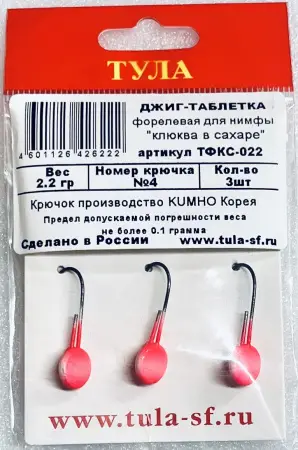 ТУЛА
ДЖИГ-ТАБЛЕТКА
форелевая для нимфы
"клюква в сахаре"
артикул ТФКС-022
4 601126 426222
Вес Номер крючка Кол-во
2.2 гр №4 3шт
Крючок производство KUMHO Корея
Предел допускаемой погрешности веса
не более 0.1 грамма
Сделано в России www.tula-sf.ru
www.tula-sf.ru